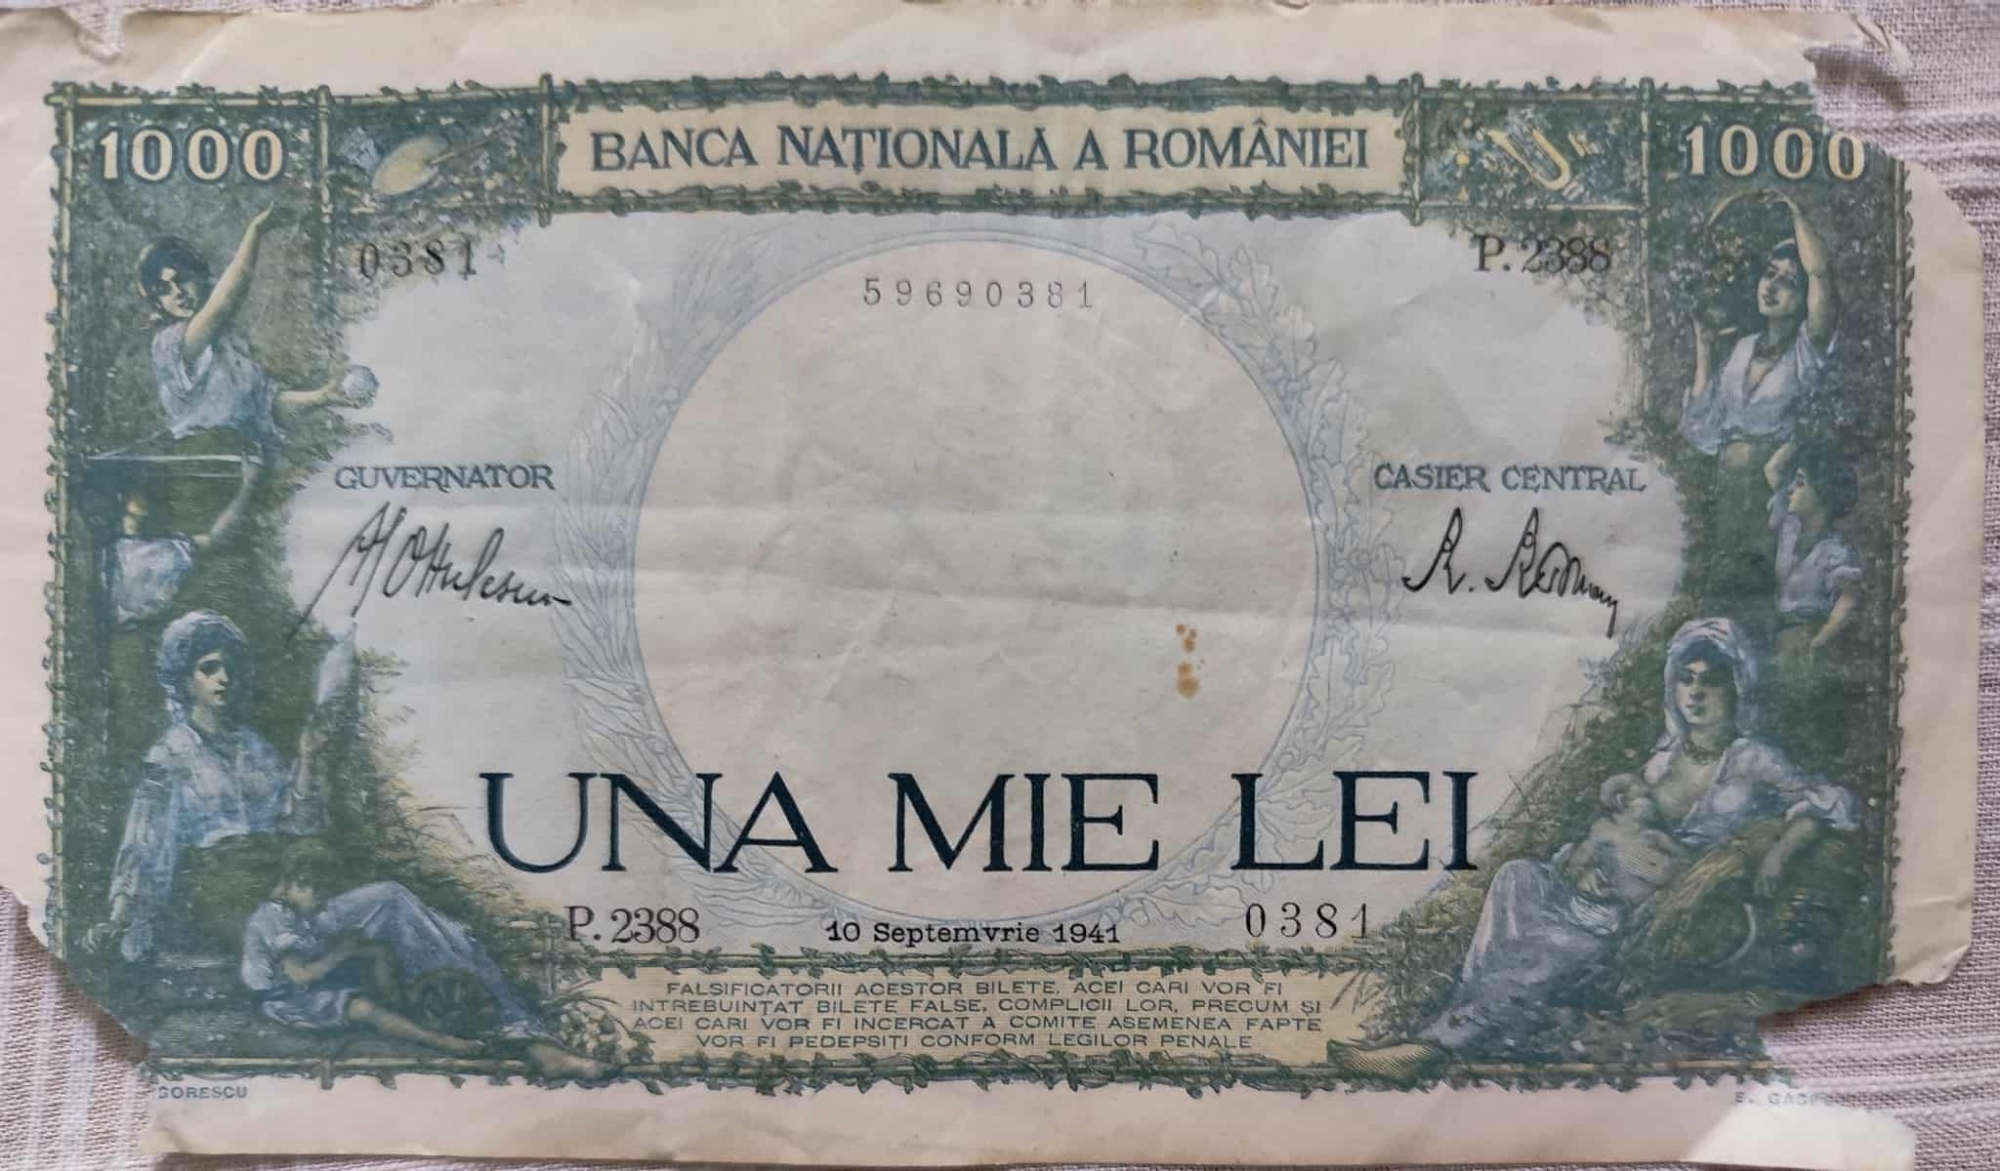 1000
BANCA NAȚIONALĂ A ROMÂNIEI
1000
0381
P. 2388
59690381
GUVERNATOR
CASIER CENTRAL
UNA MIE LEI
P. 2388
10 Septemvrie 1941
0381
FALSIFICATORII ACESTOR BILETE, ACEI CARI VOR FI
INTREBUINȚAT BILETE FALSE, COMPLICII LOR, PRECUM ȘI
ACEI CARI VOR FI INCERCAT A COMITE ASEMENEA FAPTE
VOR FI PEDEPSIȚI CONFORM LEGILOR PENALE
GORESCU
E.